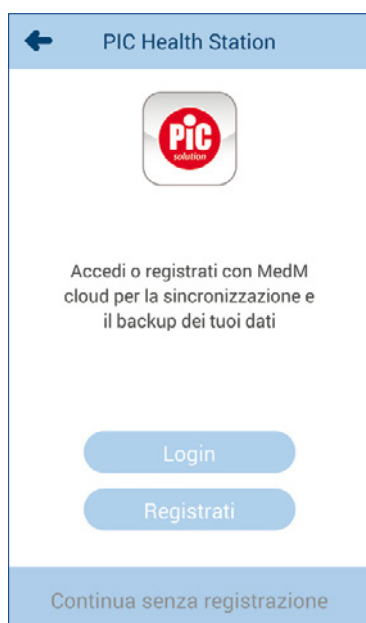 PIC Health Station
PiC
solution
Accedi o registrati con MedM
cloud per la sincronizzazione e
il backup dei tuoi dati
Login
Registrati
Continua senza registrazione